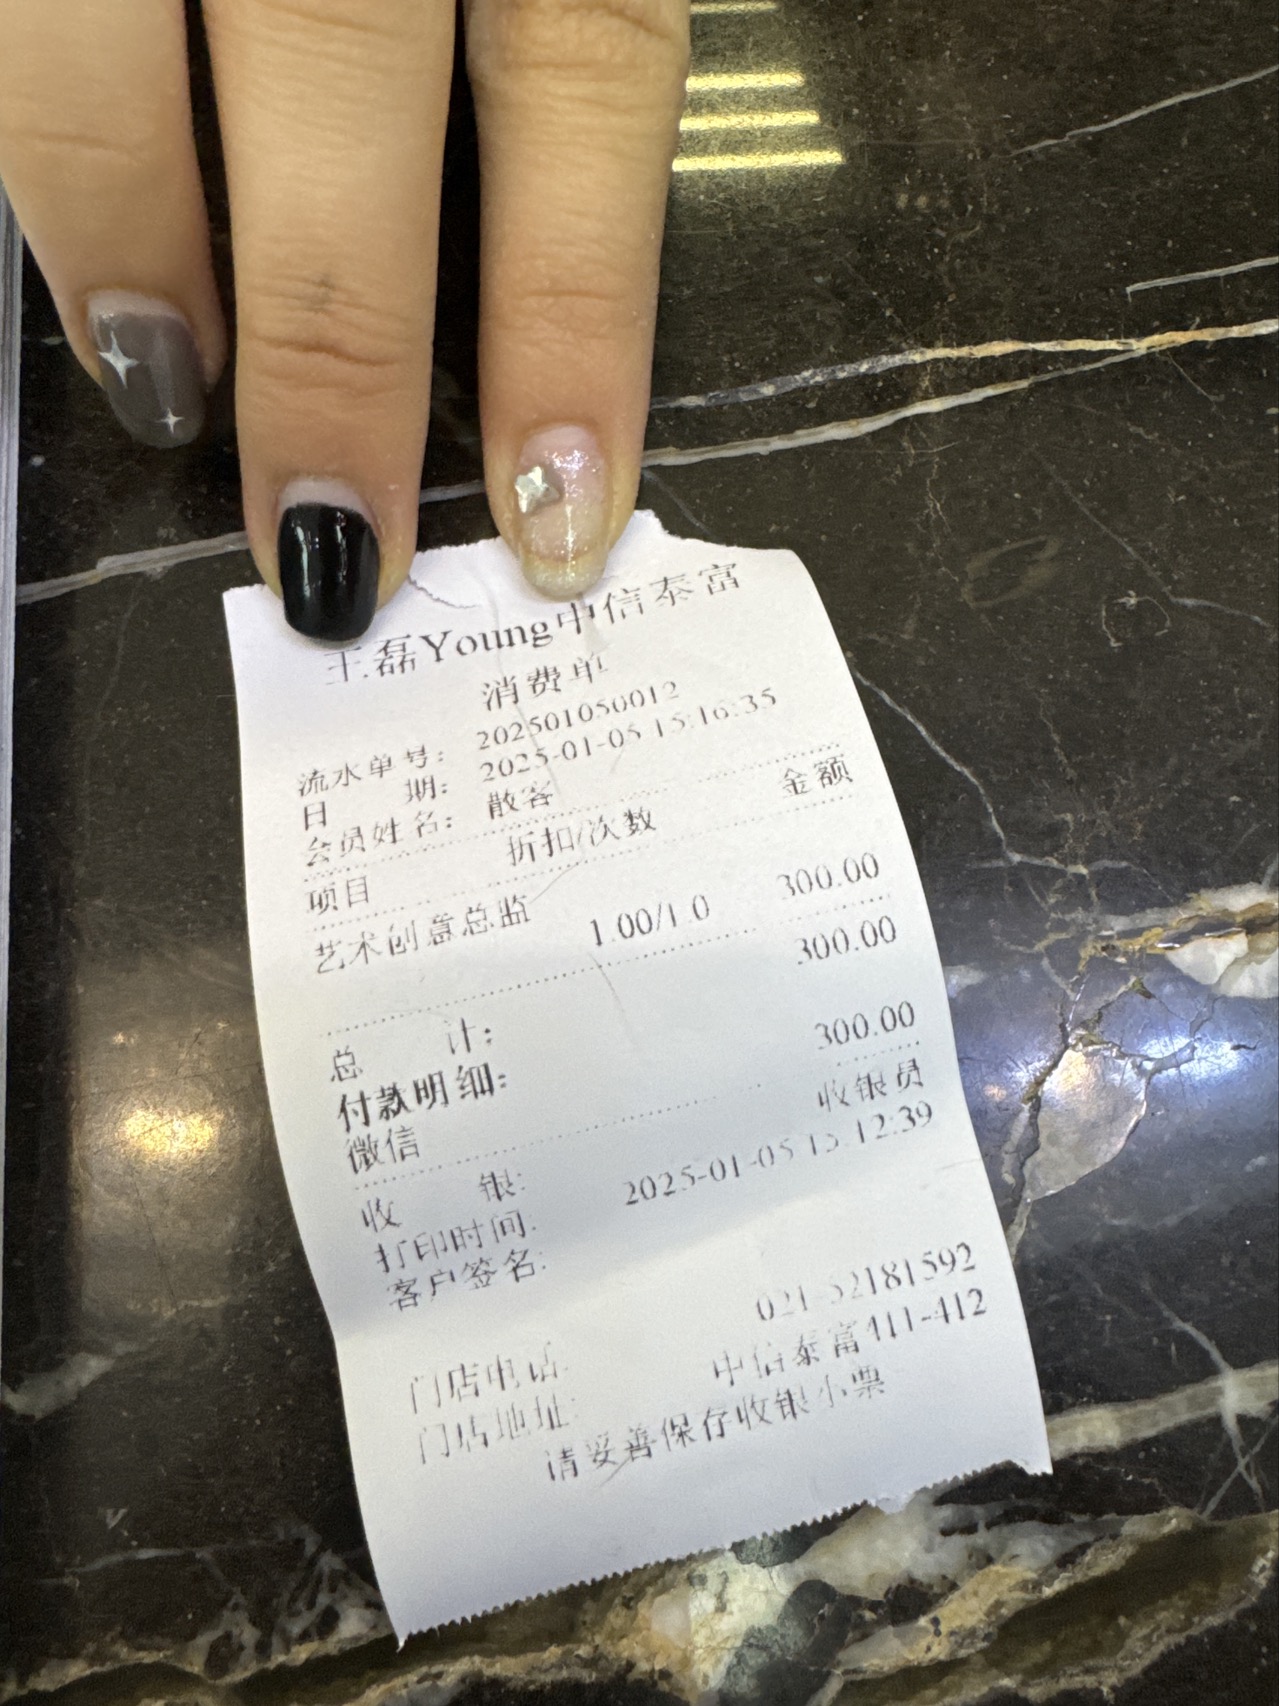 王磊Young中信泰富
消费单
流水单号: 202501050012
日 期: 2025-01-05 15:16:35
会员姓名: 散客
项目 折扣/次数 金额
艺术创意总监 1.00/1.0 300.00
总 计: 300.00
付款明细:
微信 300.00
收 银: 收银员
打印时间: 2025-01-05 15:12:39
客户签名:
门店电话: 021-52181592
门店地址: 中信泰富411-412
请妥善保存收银小票